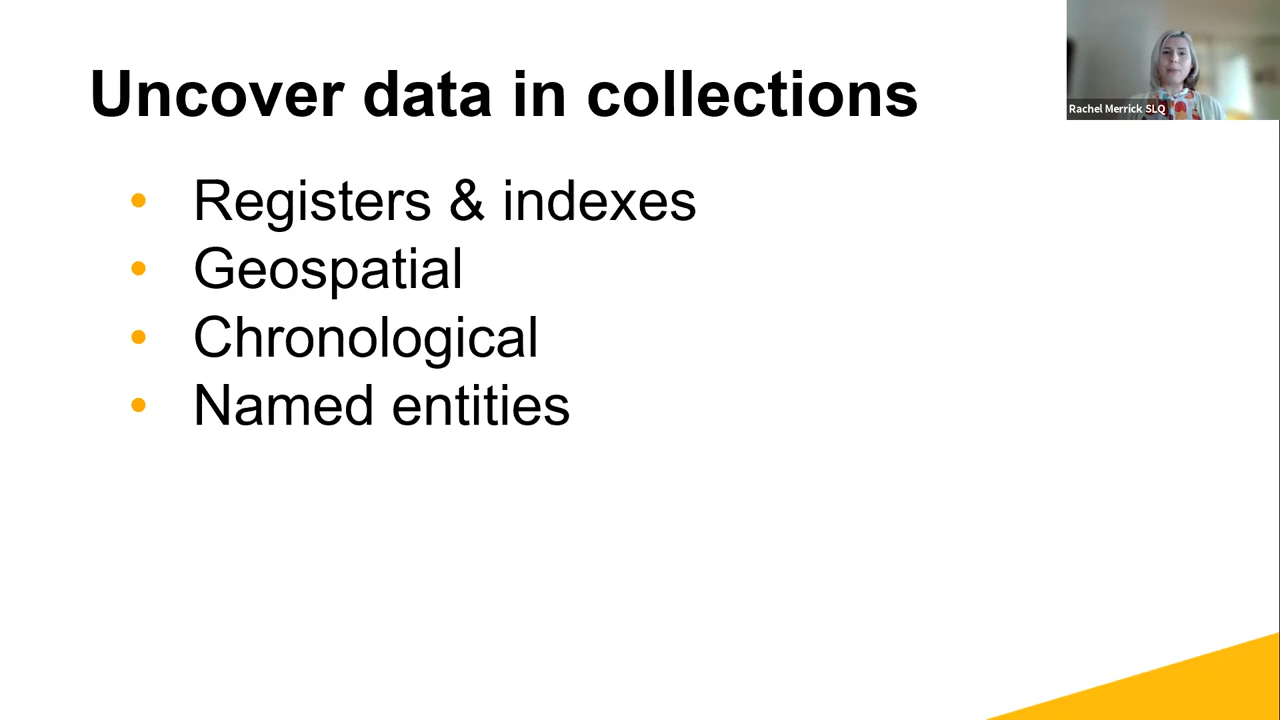 Uncover data in collections
• Registers & indexes
• Geospatial
• Chronological
• Named entities
Rachel Merrick SLQ